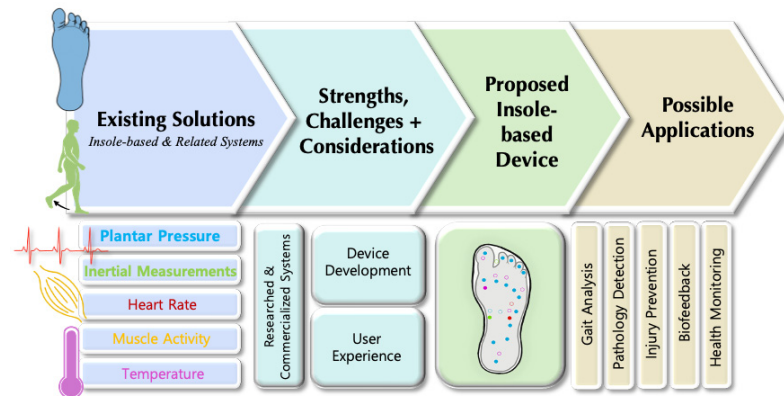 Existing Solutions
Insole-based & Related Systems
Strengths,
Challenges +
Considerations
Proposed
Insole-
based
Device
Possible
Applications
Plantar Pressure
Inertial Measurements
Heart Rate
Muscle Activity
Temperature
Researched &
Commercialized Systems
Device
Development
User
Experience
Gait Analysis
Pathology Detection
Injury Prevention
Biofeedback
Health Monitoring